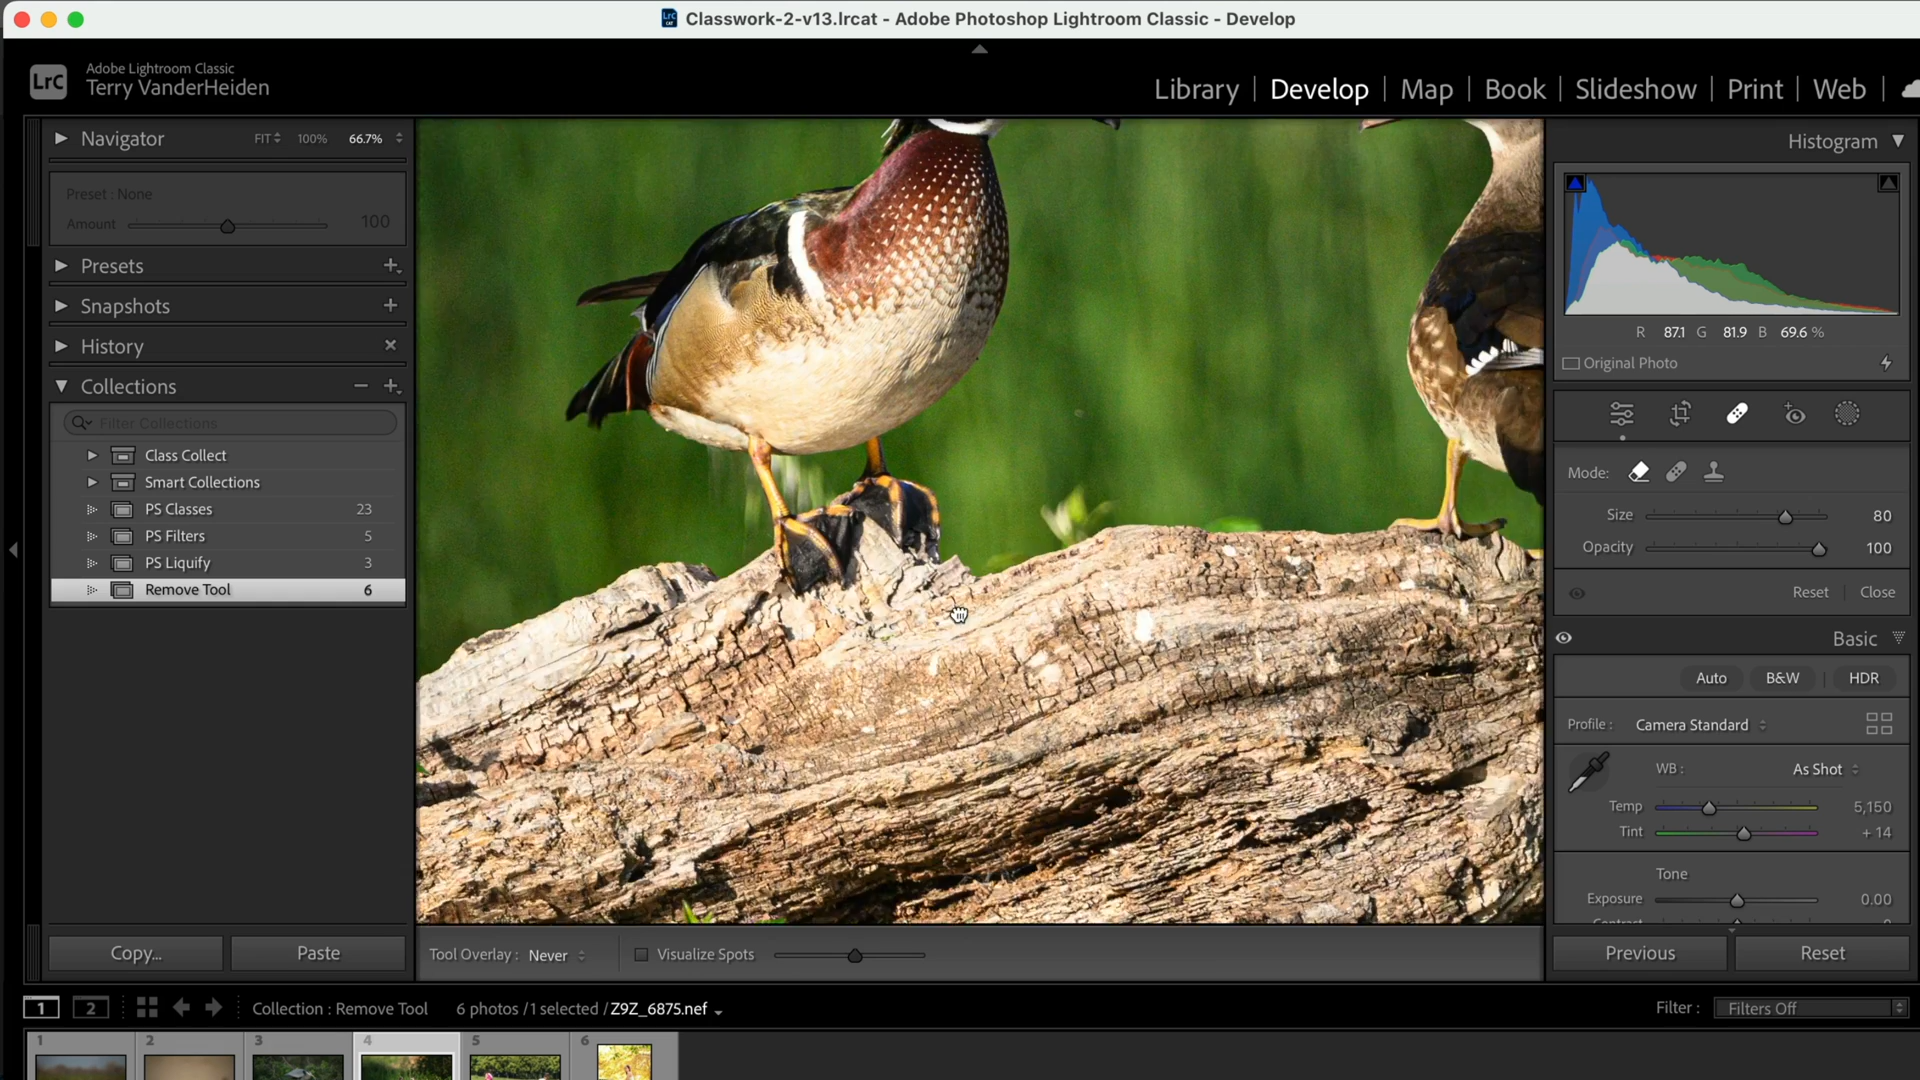 Classwork-2-v13.lrcat - Adobe Photoshop Lightroom Classic - Develop
LrC
Adobe Lightroom Classic
Terry VanderHeiden
Library | Develop | Map | Book | Slideshow | Print | Web
Navigator FIT 100% 66.7%
Preset : None
Amount 100
Presets
Snapshots
History
Collections
Filter Collections
Class Collect
Smart Collections
PS Classes 23
PS Filters 5
PS Liquify 3
Remove Tool 6
Copy... Paste
Tool Overlay : Never Visualize Spots
Histogram
R 87.1 G 81.9 B 69.6 %
Original Photo
Mode:
Size 80
Opacity 100
Reset Close
Basic
Auto B&W HDR
Profile : Camera Standard
WB : As Shot
Temp 5,150
Tint + 14
Tone
Exposure 0.00
Contrast 0
Previous Reset
1 2 Collection : Remove Tool 6 photos / 1 selected / Z9Z_6875.nef Filter : Filters Off
1 2 3 4 5 6